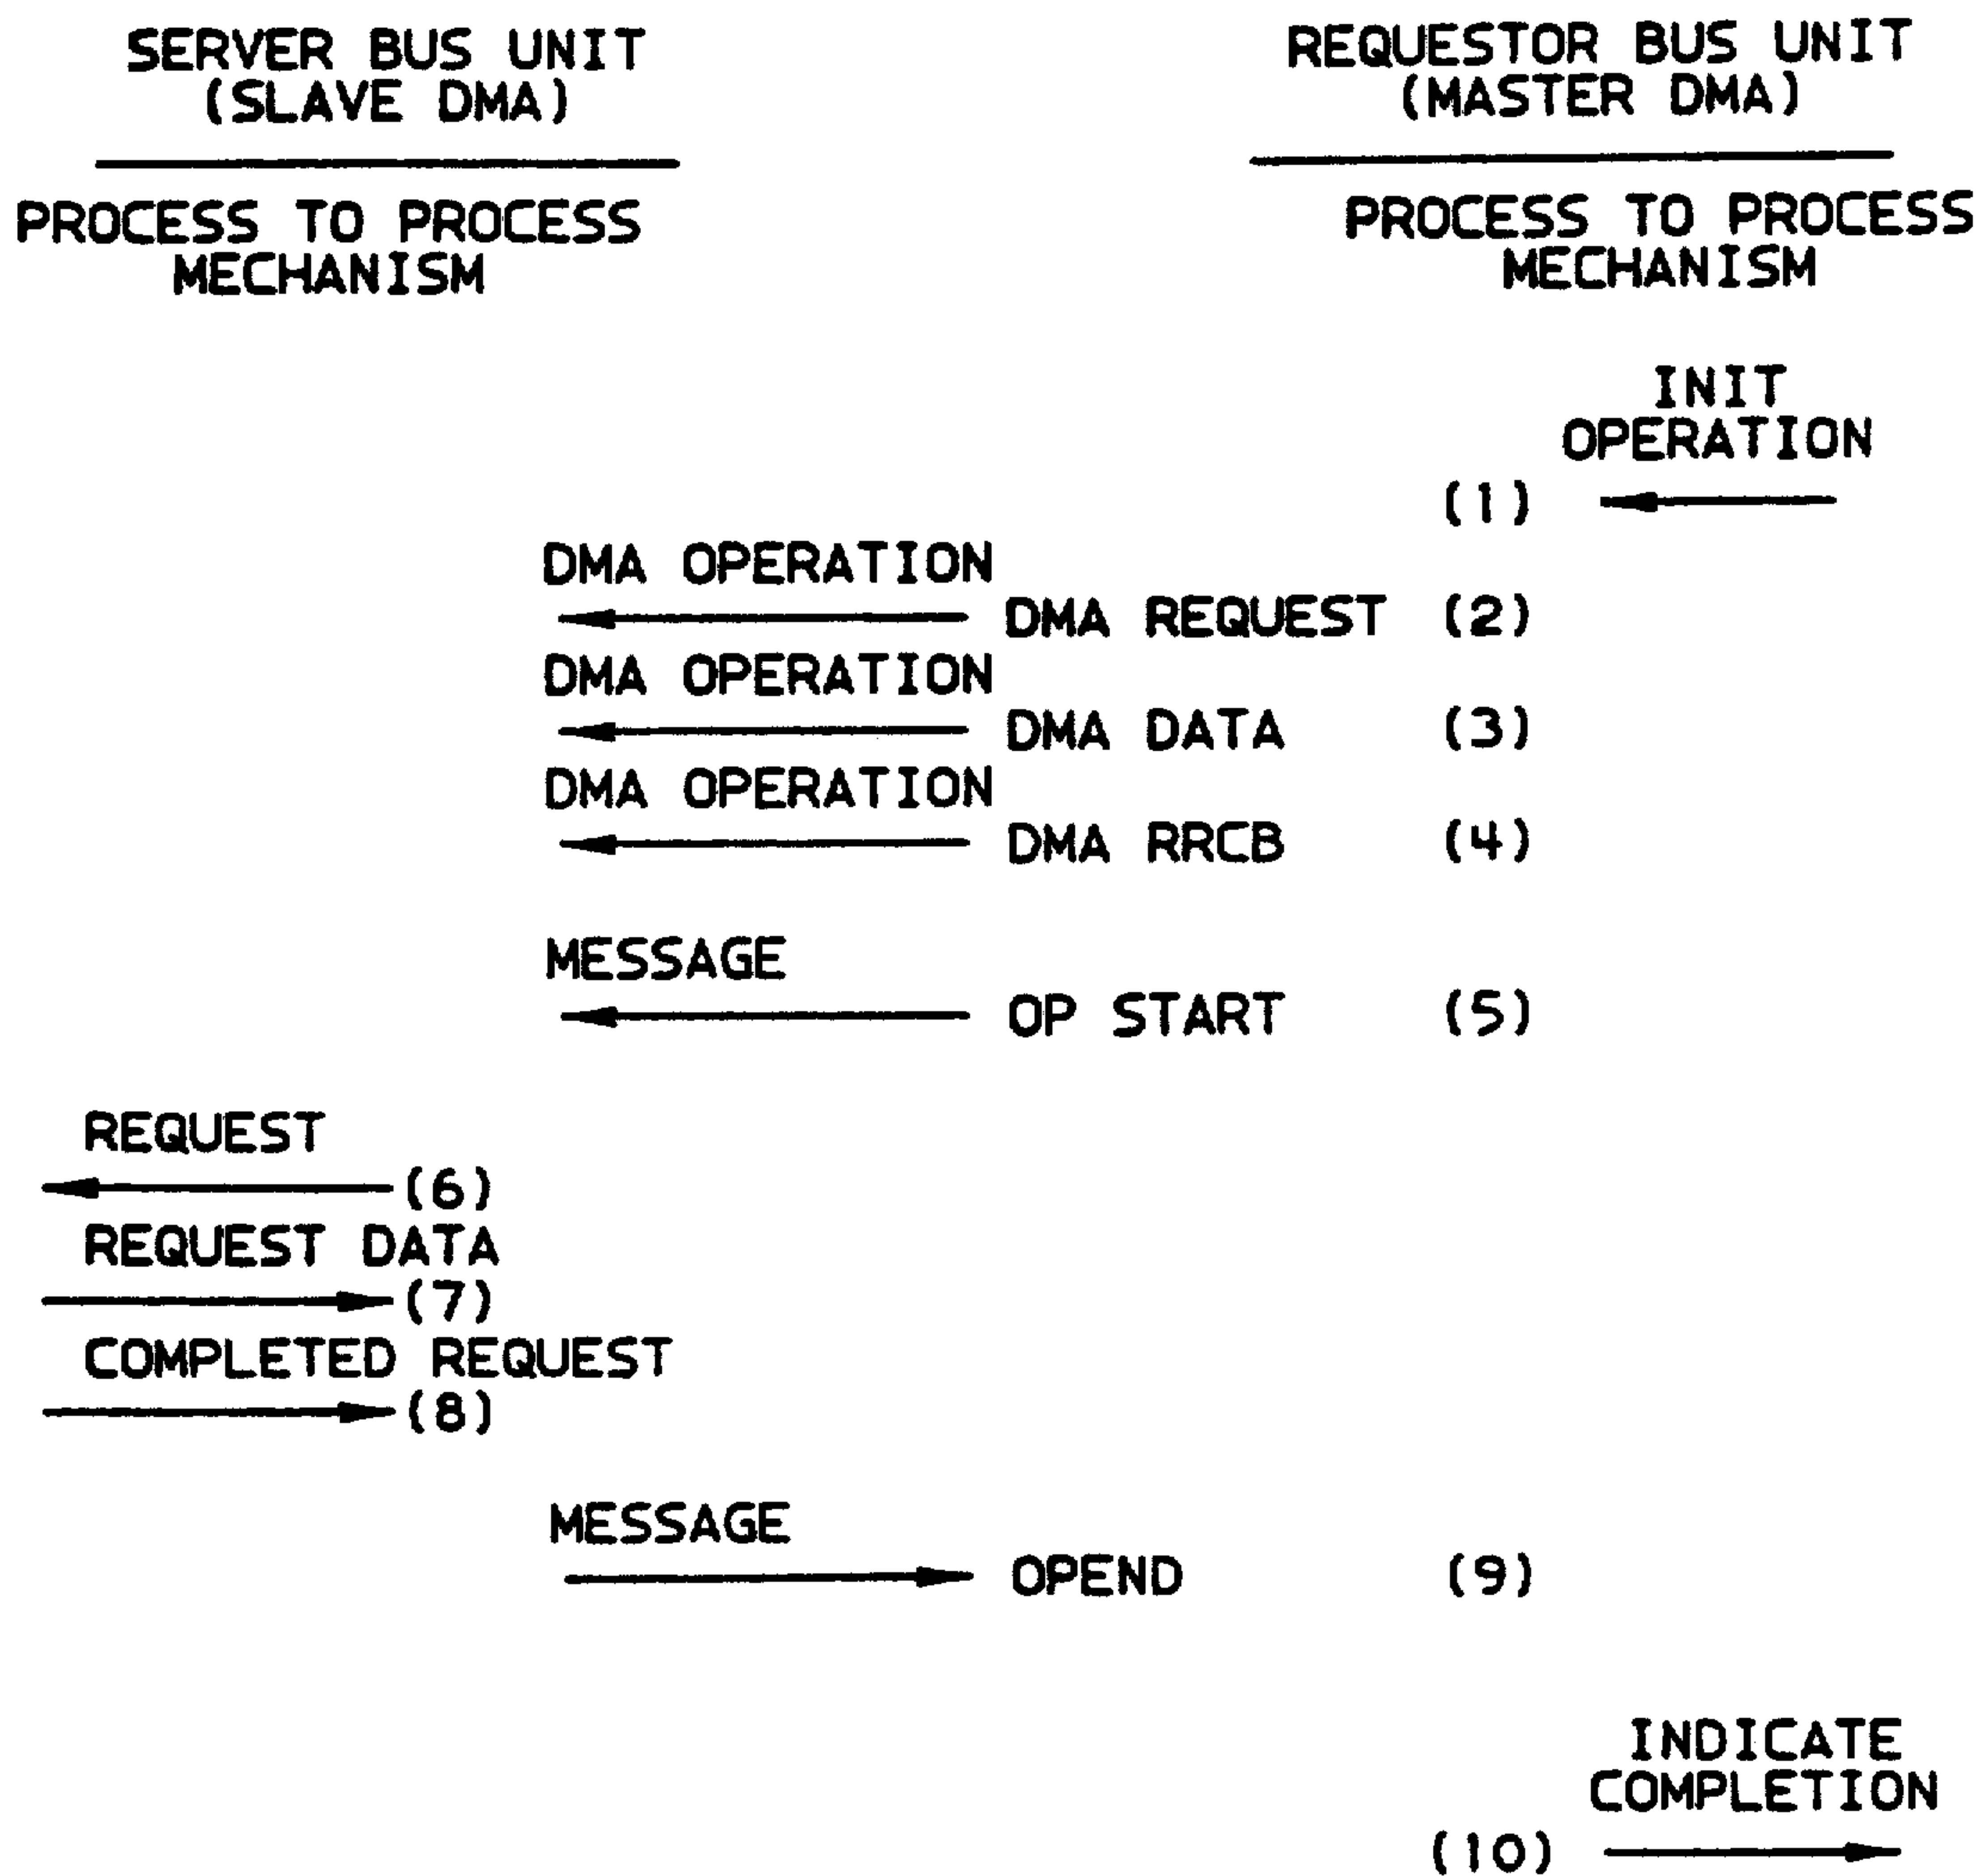 SERVER BUS UNIT
(SLAVE DMA)
REQUESTOR BUS UNIT
(MASTER DMA)
PROCESS TO PROCESS
MECHANISM
PROCESS TO PROCESS
MECHANISM
INIT
OPERATION
(1)
DMA OPERATION
DMA REQUEST (2)
DMA OPERATION
DMA DATA (3)
DMA OPERATION
DMA RRCB (4)
MESSAGE
OP START (5)
REQUEST
(6)
REQUEST DATA
(7)
COMPLETED REQUEST
(8)
MESSAGE
OPEND (9)
INDICATE
COMPLETION
(10)